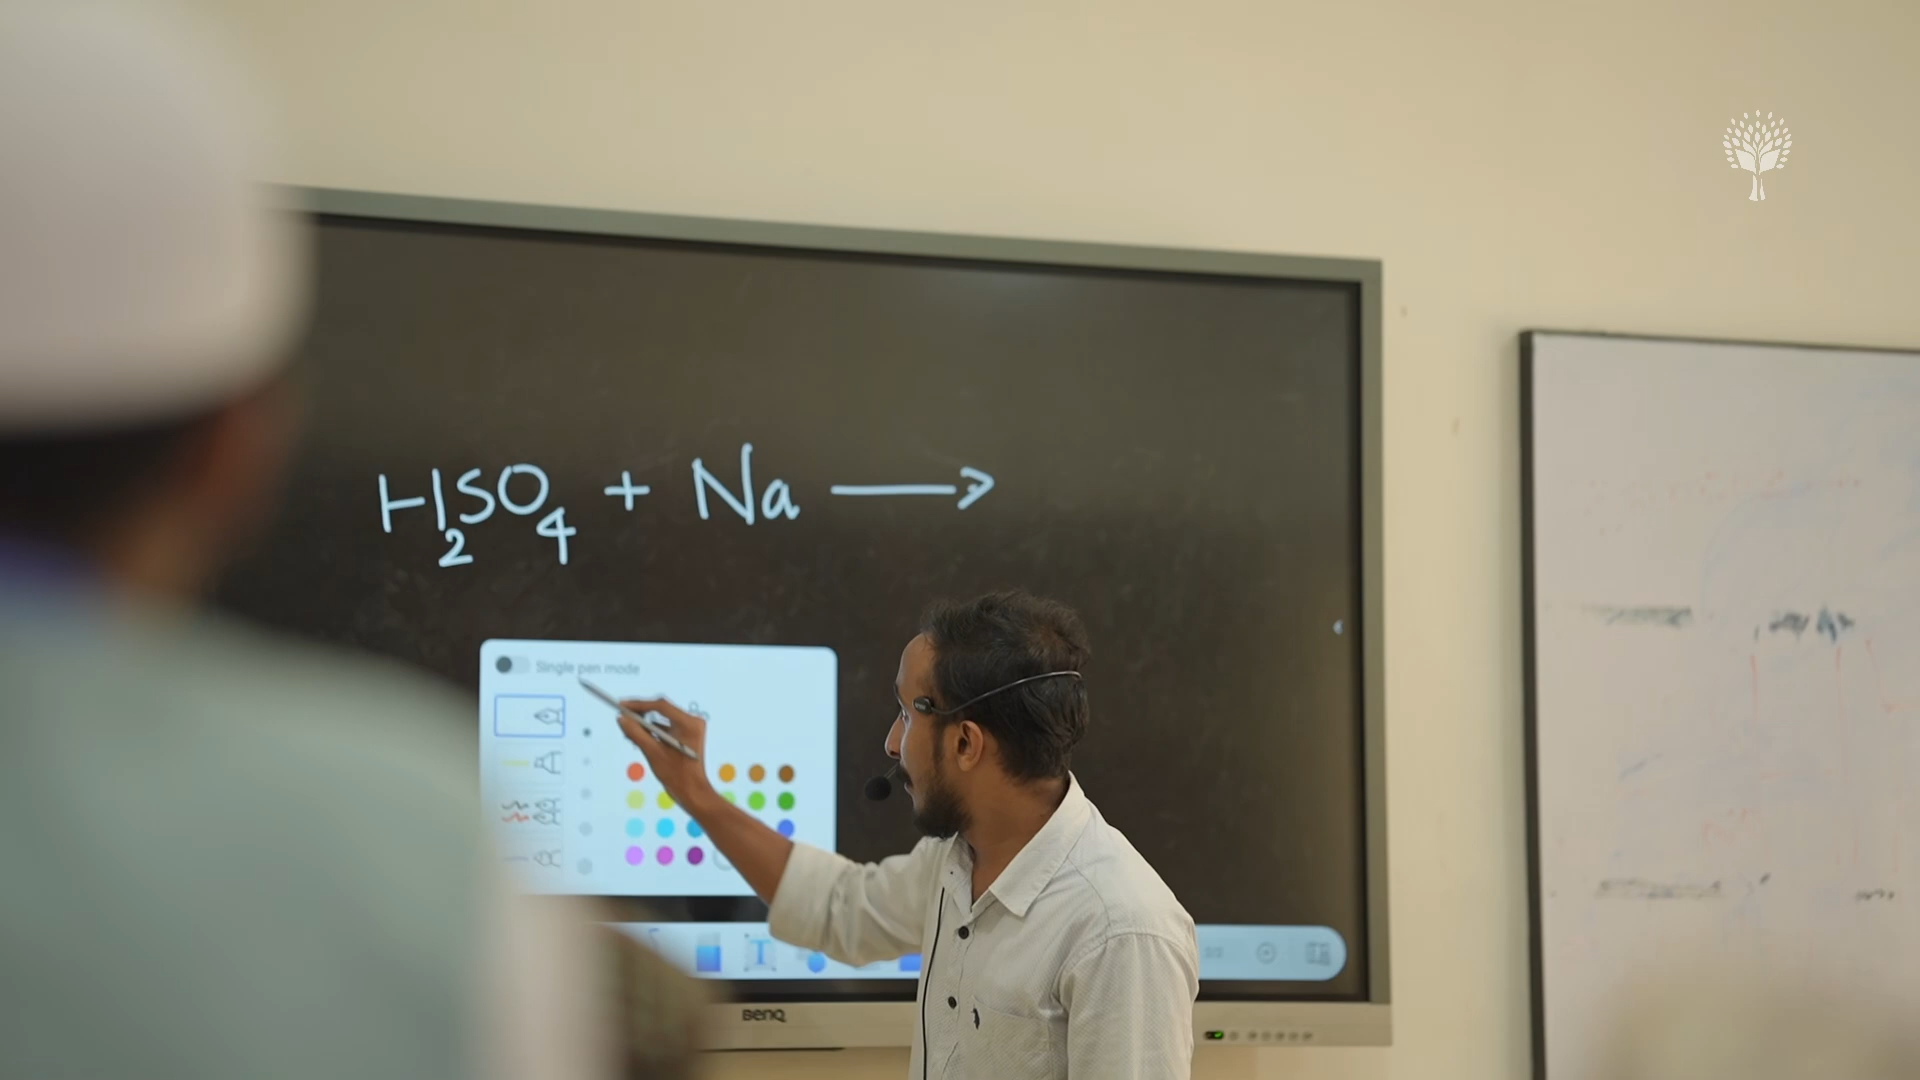 H₂SO₄ + Na ⟶
Single pen mode
T
BenQ